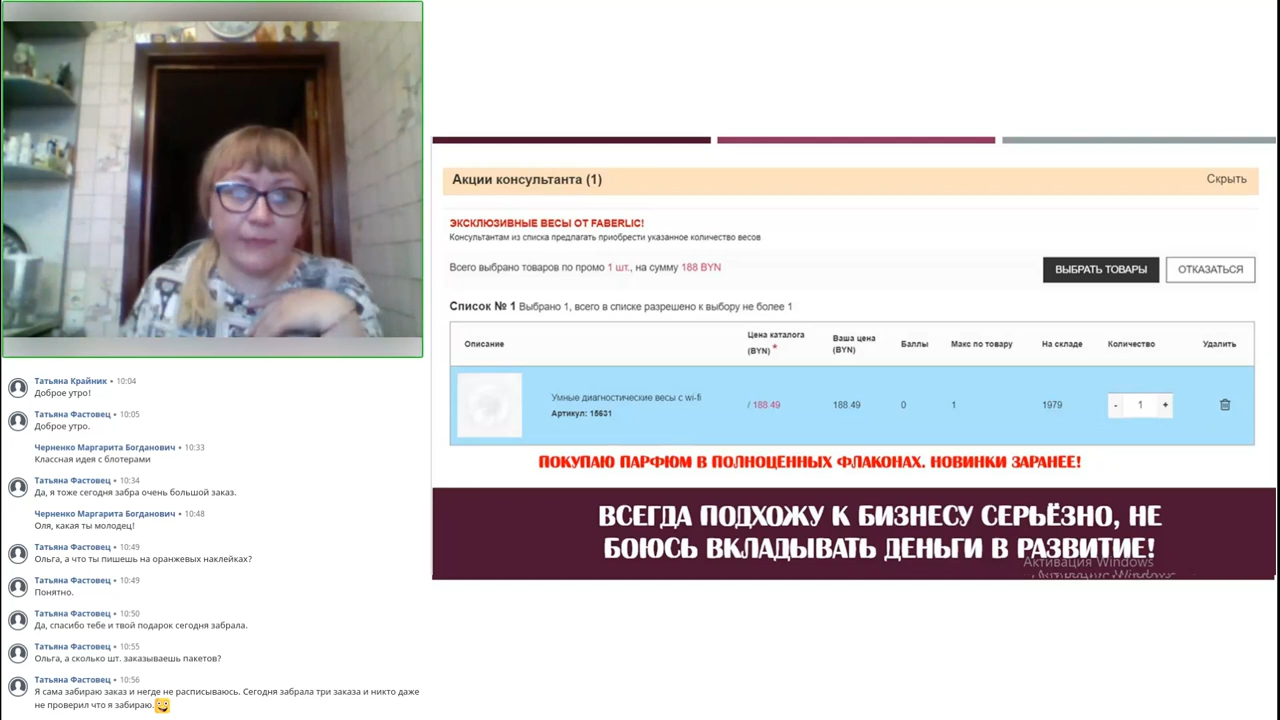 Татьяна Крайник • 10:04
Доброе утро!
Татьяна Фастовец • 10:05
Доброе утро.
Черненко Маргарита Богданович • 10:33
Классная идея с блотерами
Татьяна Фастовец • 10:34
Да, я тоже сегодня забра очень большой заказ.
Черненко Маргарита Богданович • 10:48
Оля, какая ты молодец!
Татьяна Фастовец • 10:49
Ольга, а что ты пишешь на оранжевых наклейках?
Татьяна Фастовец • 10:49
Понятно.
Татьяна Фастовец • 10:50
Да, спасибо тебе и твой подарок сегодня забрала.
Татьяна Фастовец • 10:55
Ольга, а сколько шт. заказываешь пакетов?
Татьяна Фастовец • 10:56
Я сама забираю заказ и негде не расписываюсь. Сегодня забрала три заказа и никто даже
не проверил что я забираю.
Акции консультанта (1)
Скрыть
ЭКСКЛЮЗИВНЫЕ ВЕСЫ ОТ FABERLIC!
Консультантам из списка предлагать приобрести указанное количество весов
Всего выбрано товаров по промо 1 шт., на сумму 188 BYN
ВЫБРАТЬ ТОВАРЫ
ОТКАЗАТЬСЯ
Список № 1 Выбрано 1, всего в списке разрешено к выбору не более 1
Описание
Цена каталога
(BYN) *
Ваша цена
(BYN)
Баллы
Макс по товару
На складе
Количество
Удалить
Умные диагностические весы с wi-fi
Артикул: 15631
/ 188.49
188.49
0
1
1979
- 1 +
ПОКУПАЮ ПАРФЮМ В ПОЛНОЦЕННЫХ ФЛАКОНАХ. НОВИНКИ ЗАРАНЕЕ!
ВСЕГДА ПОДХОЖУ К БИЗНЕСУ СЕРЬЁЗНО, НЕ
БОЮСЬ ВКЛАДЫВАТЬ ДЕНЬГИ В РАЗВИТИЕ!
Активация Windows
Активация Windows